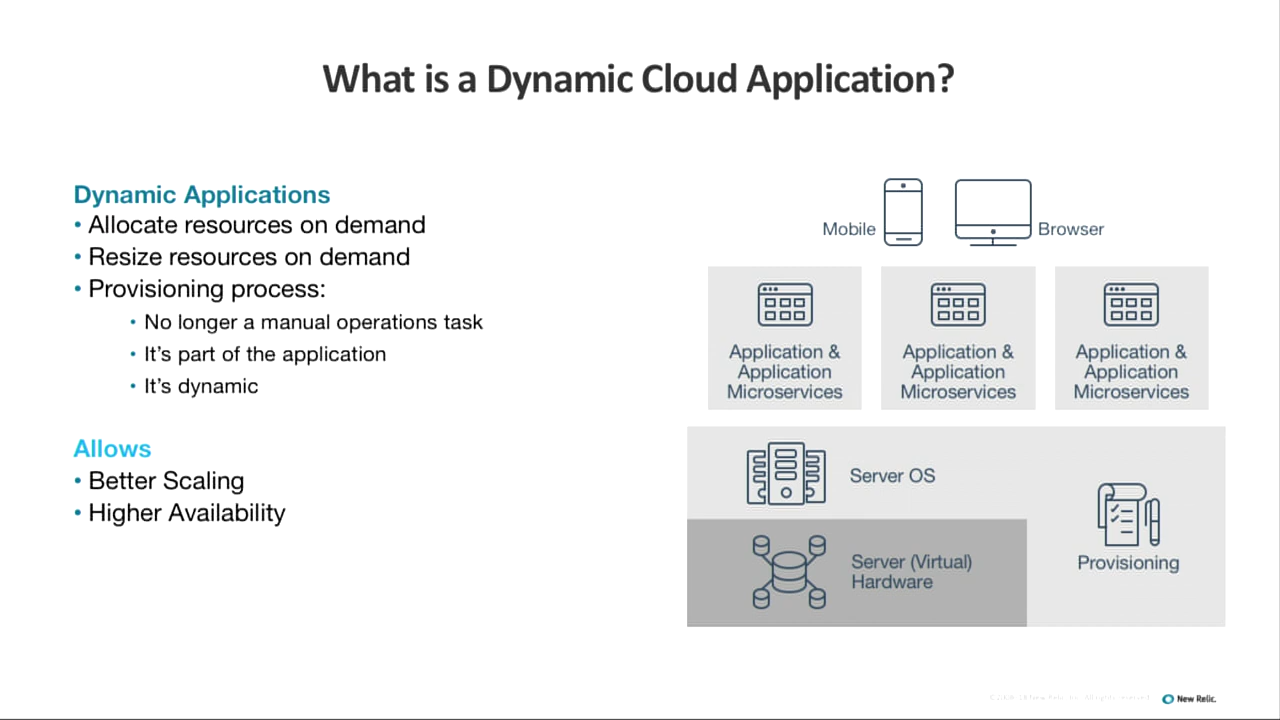 What is a Dynamic Cloud Application?
Dynamic Applications
• Allocate resources on demand
• Resize resources on demand
• Provisioning process:
• No longer a manual operations task
• It's part of the application
• It's dynamic
Allows
• Better Scaling
• Higher Availability
Mobile
Browser
Application &
Application
Microservices
Application &
Application
Microservices
Application &
Application
Microservices
Server OS
Server (Virtual)
Hardware
Provisioning
New Relic.